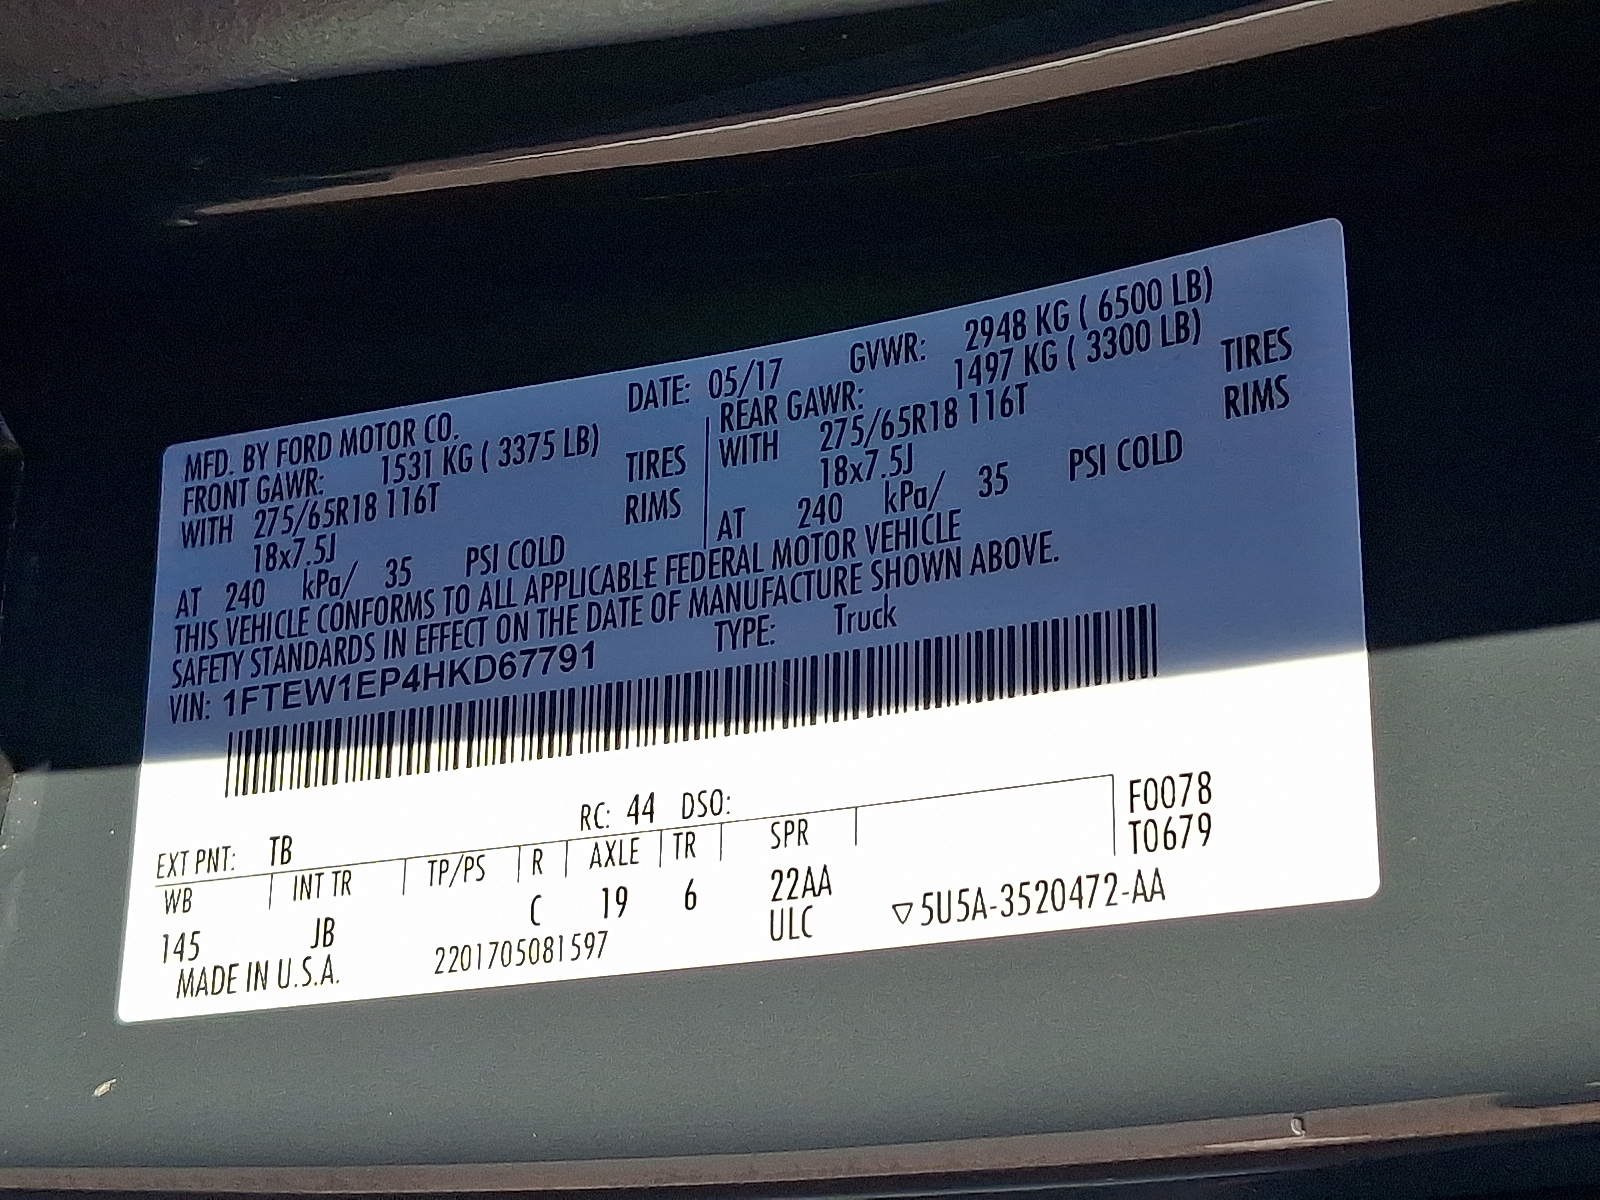 MFD. BY FORD MOTOR CO. DATE: 05/17 GVWR: 2948 KG ( 6500 LB)
FRONT GAWR: 1531 KG ( 3375 LB)
WITH 275/65R18 116T TIRES
18x7.5J RIMS
AT 240 kPa/ 35 PSI COLD
REAR GAWR: 1497 KG ( 3300 LB)
WITH 275/65R18 116T TIRES
18x7.5J RIMS
AT 240 kPa/ 35 PSI COLD
THIS VEHICLE CONFORMS TO ALL APPLICABLE FEDERAL MOTOR VEHICLE
SAFETY STANDARDS IN EFFECT ON THE DATE OF MANUFACTURE SHOWN ABOVE.
VIN: 1FTEW1EP4HKD67791 TYPE: Truck
EXT PNT: TB RC: 44 DSO: F0078
T0679
WB INT TR TP/PS R AXLE TR SPR
145 JB C 19 6 22AA
ULC
MADE IN U.S.A. 2201705081597 ▽5U5A-3520472-AA